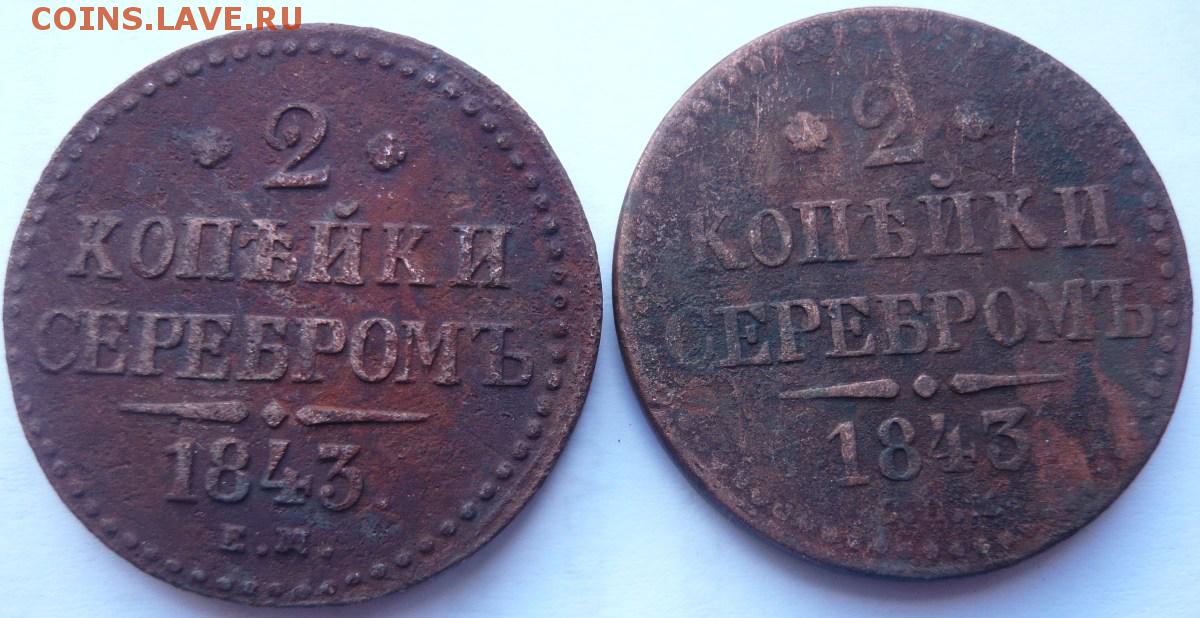 COINS.LAVE.RU
2
КОПѢЙКИ
СЕРЕБРОМЪ
1843
Е.М.
2
КОПѢЙКИ
СЕРЕБРОМЪ
1843